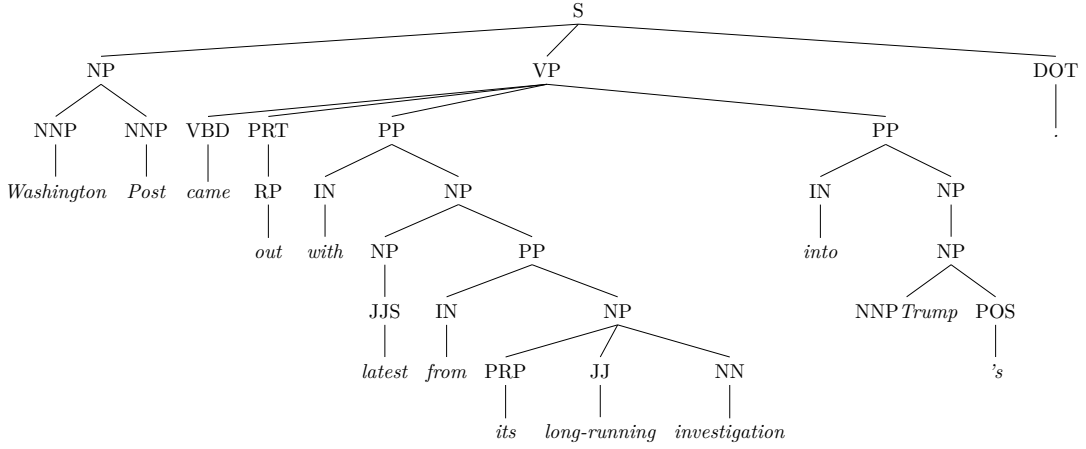 S
NP VP DOT
NNP NNP VBD PRT PP PP .
Washington Post came RP IN NP IN NP
out with NP PP into NP
JJS IN NP NNP Trump POS
latest from PRP JJ NN 's
its long-running investigation